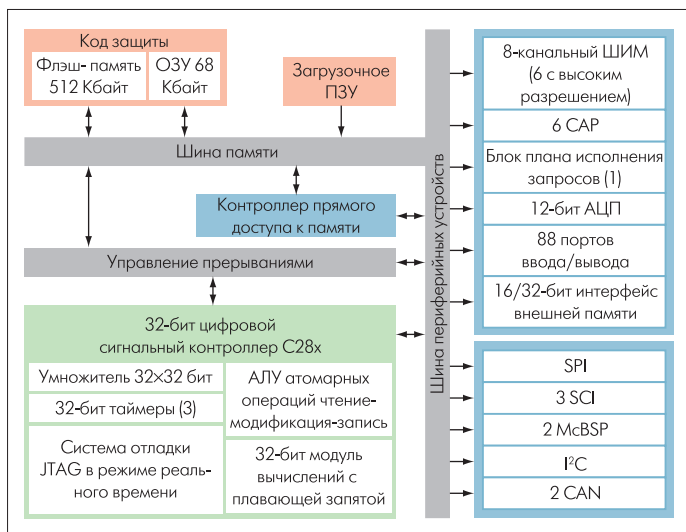 Код защиты
Флэш- память
512 Кбайт
ОЗУ 68
Кбайт
Загрузочное
ПЗУ
Шина памяти
Контроллер прямого
доступа к памяти
Управление прерываниями
32-бит цифровой
сигнальный контроллер C28x
Умножитель 32×32 бит
32-бит таймеры (3)
Система отладки
JTAG в режиме реаль-
ного времени
АЛУ атомарных
операций чтение-
модификация-запись
32-бит модуль
вычислений с
плавающей запятой
Шина периферийных устройств
8-канальный ШИМ
(6 с высоким
разрешением)
6 CAP
Блок плана исполнения
запросов (1)
12-бит АЦП
88 портов
ввода/вывода
16/32-бит интерфейс
внешней памяти
SPI
3 SCI
2 McBSP
I²C
2 CAN